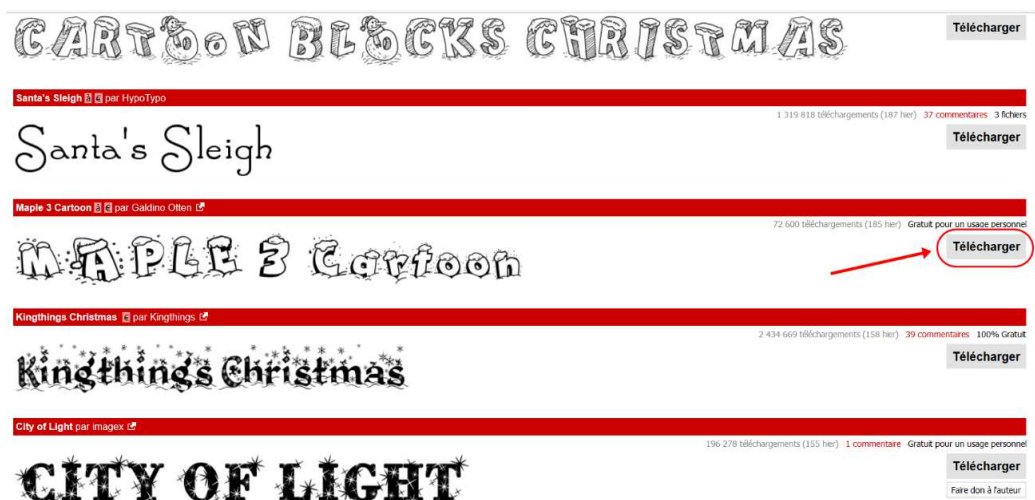 CARTOON BLOCKS CHRISTMAS
Télécharger
Santa's Sleigh à € par HypoTypo
1 319 818 téléchargements (187 hier) 37 commentaires 3 fichiers
Santa's Sleigh
Télécharger
Maple 3 Cartoon à € par Galdino Otten
72 600 téléchargements (185 hier) Gratuit pour un usage personnel
MAPLE 3 Cartoon
Télécharger
Kingthings Christmas € par Kingthings
2 434 669 téléchargements (158 hier) 39 commentaires 100% Gratuit
Kingthings Christmas
Télécharger
City of Light par imagex
196 278 téléchargements (155 hier) 1 commentaire Gratuit pour un usage personnel
CITY OF LIGHT
Télécharger
Faire don à l'auteur